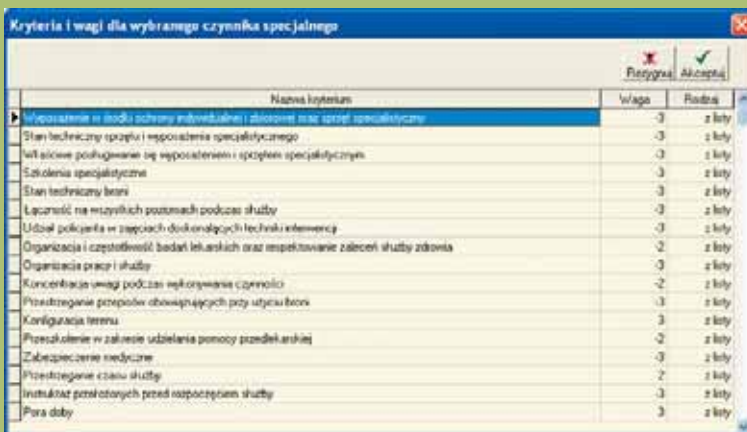 Kryteria i wagi dla wybranego czynnika specjalnego
Rezygnuj Akceptuj
Nazwa kryterium Waga Rodzaj
Wyposażenie w środki ochrony indywidualnej i zbiorowej oraz sprzęt specjalistyczny -3 z listy
Stan techniczny sprzętu i wyposażenia specjalistycznego -3 z listy
Właściwe posługiwanie się wyposażeniem i sprzętem specjalistycznym -3 z listy
Szkolenia specjalistyczne -3 z listy
Stan techniczny broni -3 z listy
Łączność na wszystkich poziomach podczas służby -3 z listy
Udział policjanta w zajęciach doskonalących techniki interwencji -3 z listy
Organizacja i częstotliwość badań lekarskich oraz respektowanie zaleceń służby zdrowia -2 z listy
Organizacja pracy i służby -3 z listy
Koncentracja uwagi podczas wykonywania czynności -2 z listy
Przestrzeganie przepisów obowiązujących przy użyciu broni -3 z listy
Konfiguracja terenu 3 z listy
Przeszkolenie w zakresie udzielania pomocy przedlekarskiej -2 z listy
Zabezpieczenie medyczne -3 z listy
Przestrzeganie czasu służby 2 z listy
Instruktaż przełożonych przed rozpoczęciem służby -3 z listy
Pora doby 3 z listy